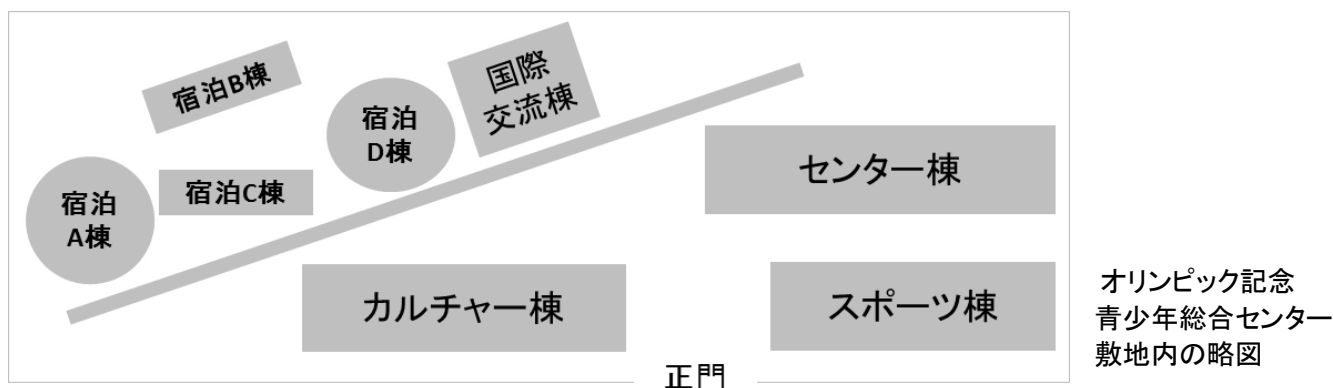 宿泊B棟
宿泊
D棟
国際
交流棟
宿泊
A棟
宿泊C棟
センター棟
カルチャー棟
スポーツ棟
正門
オリンピック記念
青少年総合センター
敷地内の略図